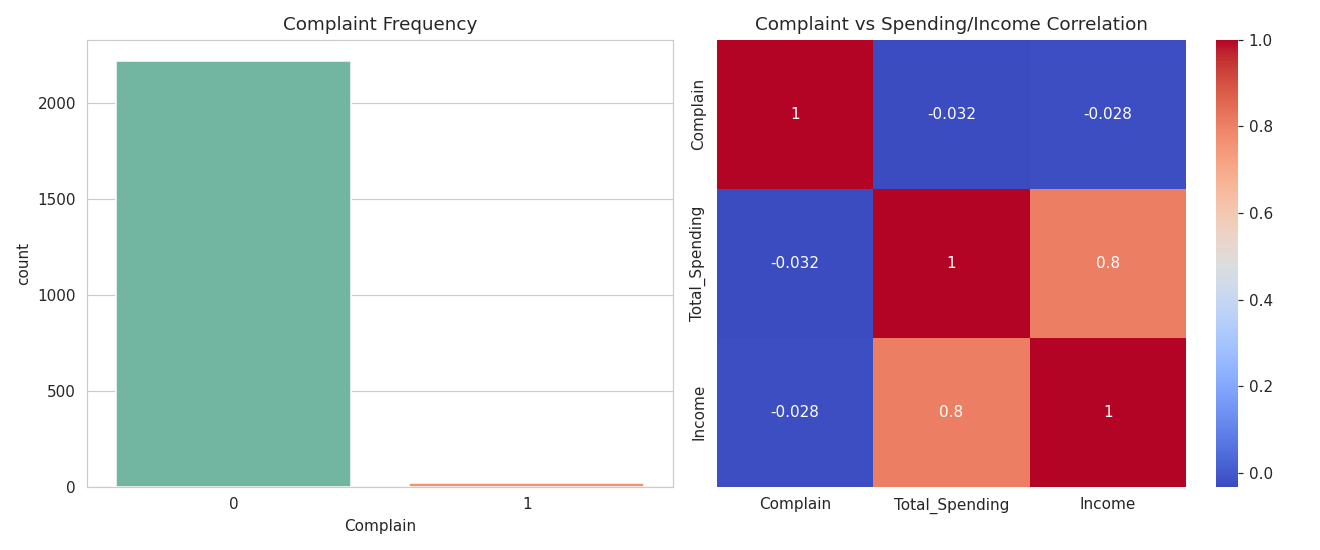 Complaint Frequency
2000
1500
1000
500
0
count
0 1
Complain
Complaint vs Spending/Income Correlation
Complain
Total_Spending
Income
1 -0.032 -0.028
-0.032 1 0.8
-0.028 0.8 1
Complain Total_Spending Income
1.0
0.8
0.6
0.4
0.2
0.0